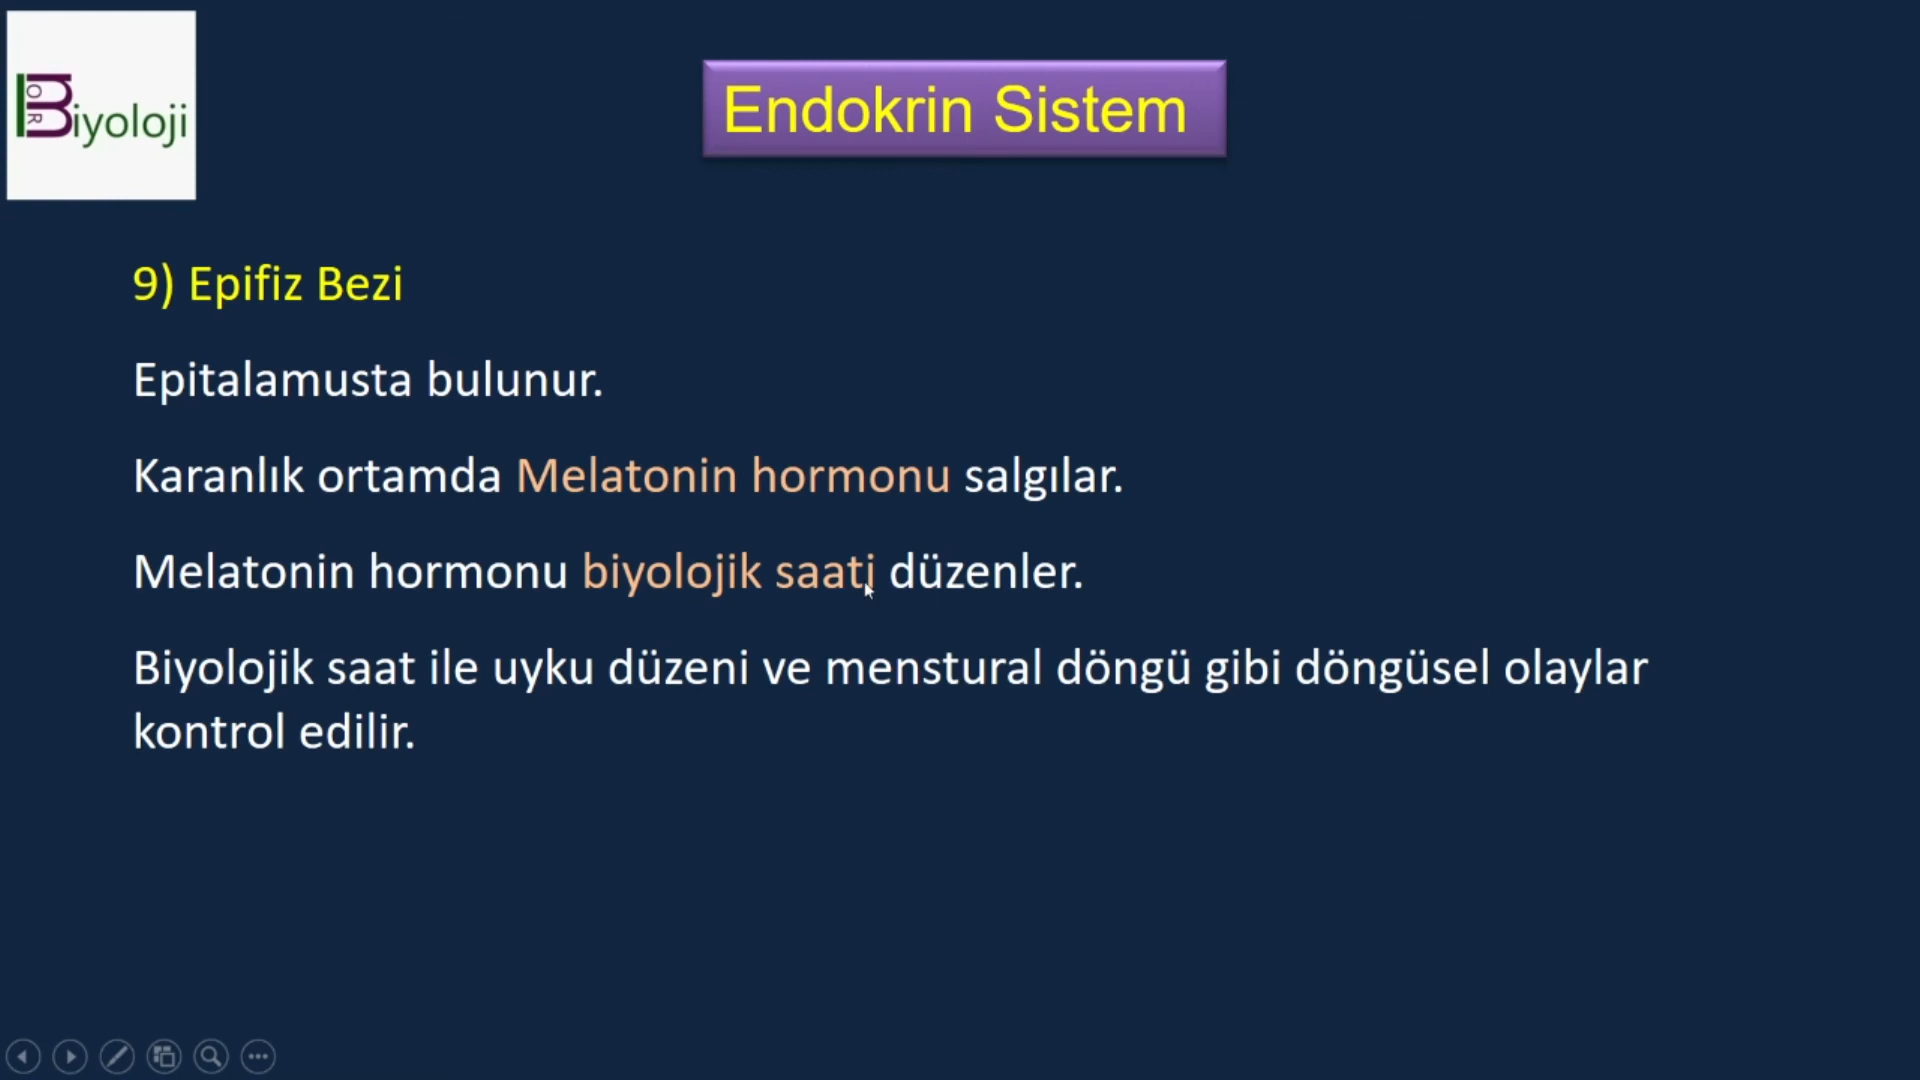 Biyoloji
Endokrin Sistem
9) Epifiz Bezi
Epitalamusta bulunur.
Karanlık ortamda Melatonin hormonu salgılar.
Melatonin hormonu biyolojik saati düzenler.
Biyolojik saat ile uyku düzeni ve menstural döngü gibi döngüsel olaylar
kontrol edilir.